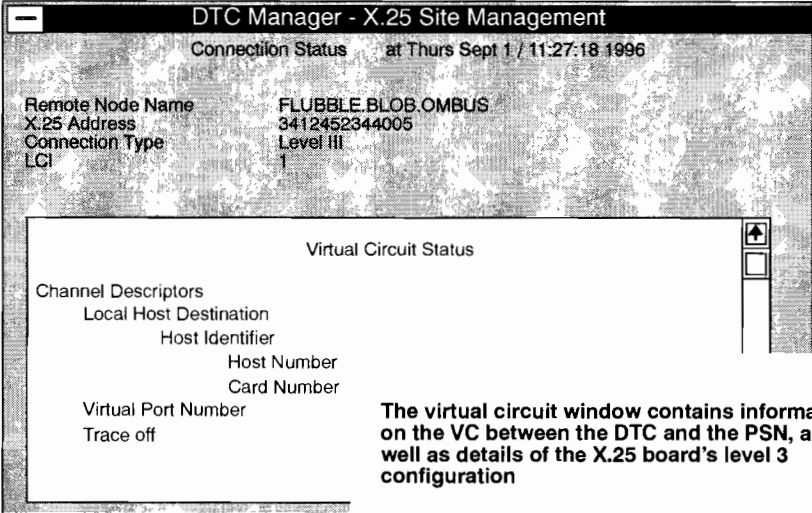 DTC Manager - X.25 Site Management
Connection Status at Thurs Sept 1 / 11:27:18 1996
Remote Node Name FLUBBLE.BLOB.OMBUS
X.25 Address 3412452344005
Connection Type Level III
LCI 1
Virtual Circuit Status
Channel Descriptors
Local Host Destination
Host Identifier
Host Number
Card Number
Virtual Port Number
Trace off
The virtual circuit window contains informa
on the VC between the DTC and the PSN, a
well as details of the X.25 board's level 3
configuration